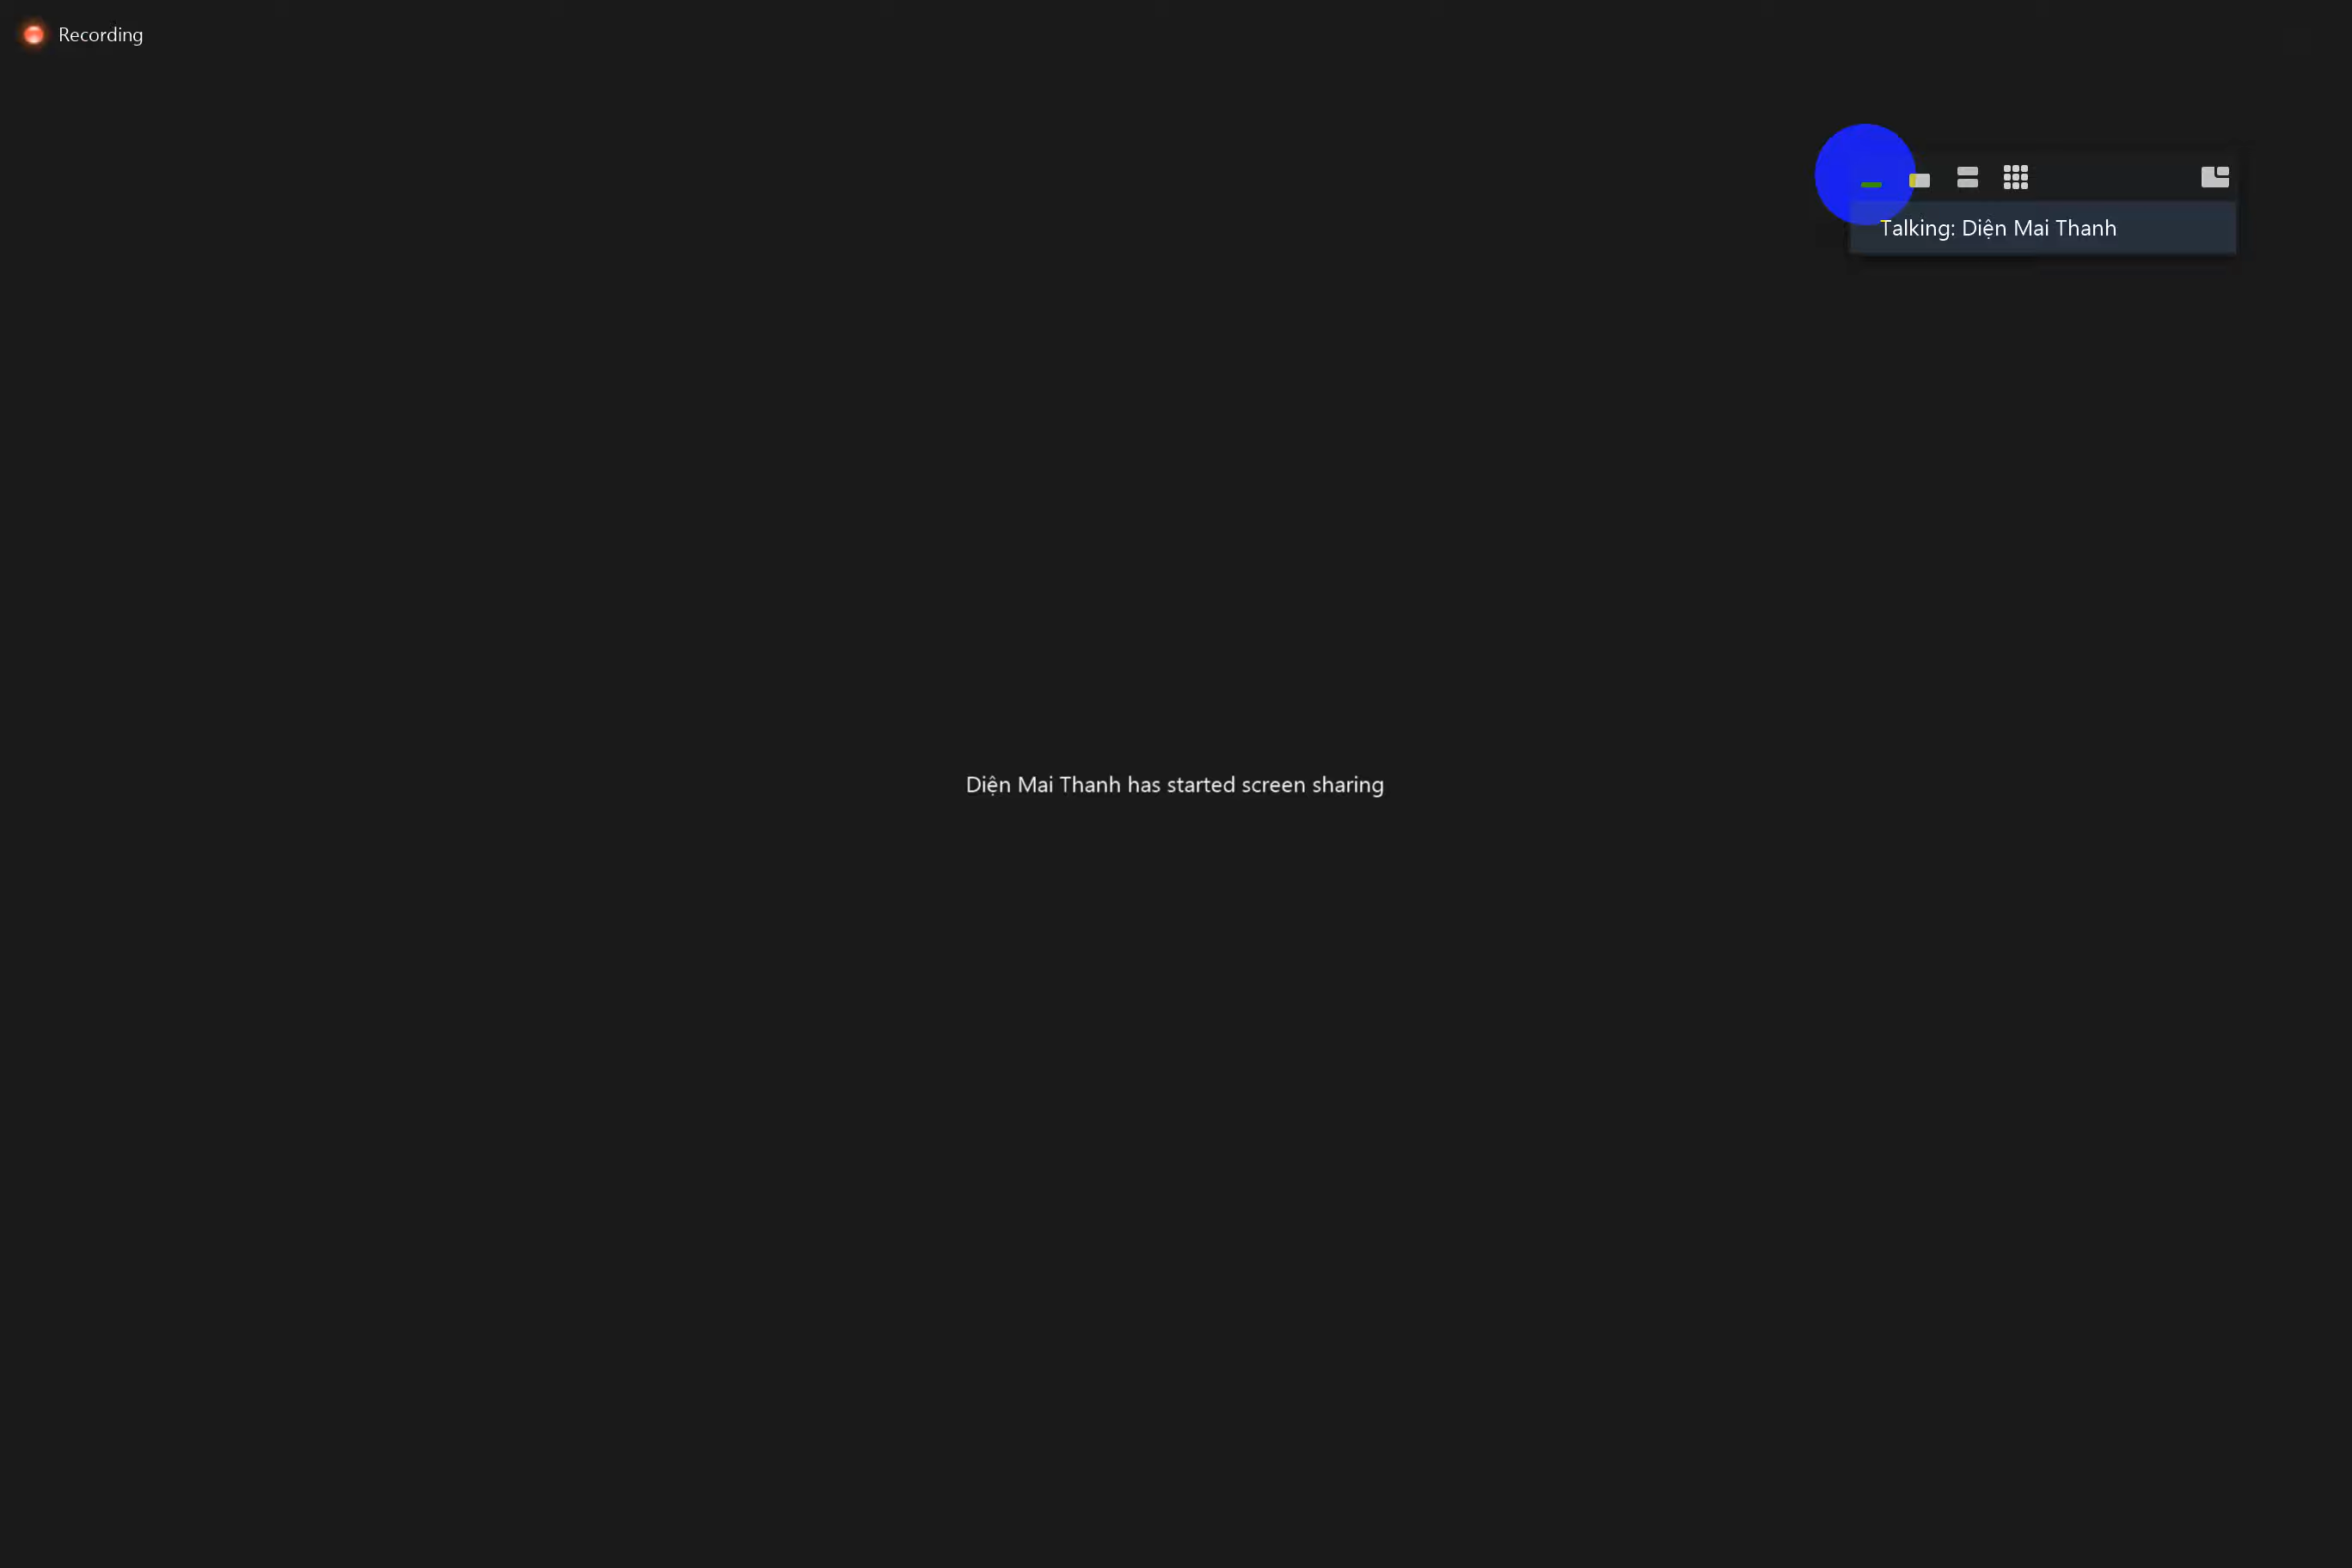 Recording
Talking: Diện Mai Thanh
Diện Mai Thanh has started screen sharing